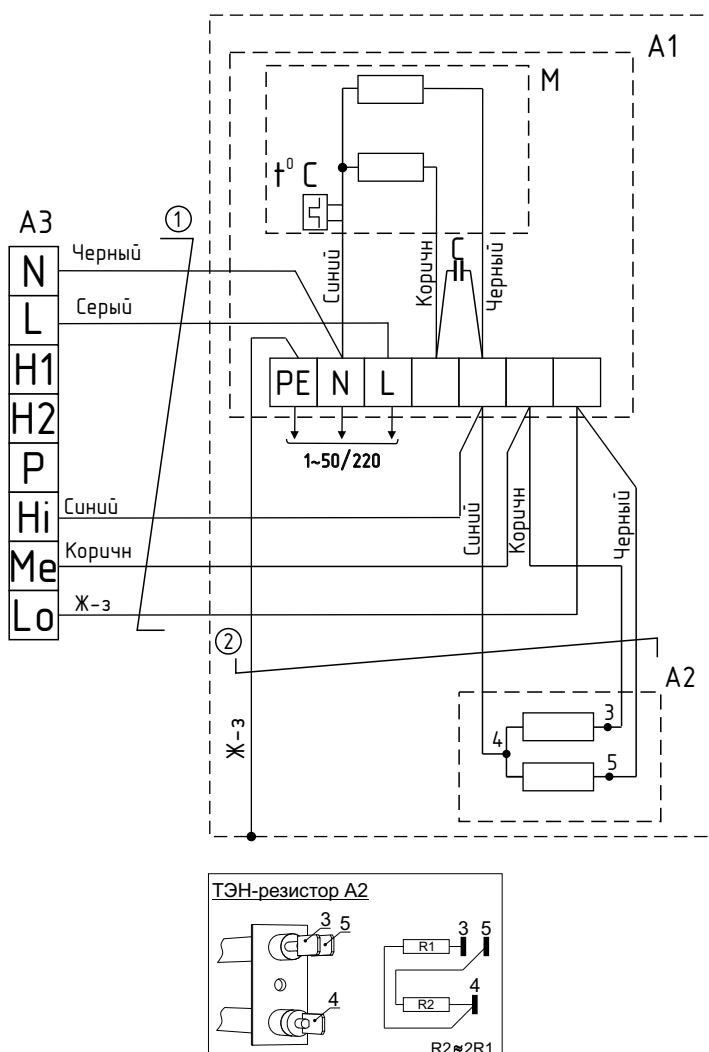 A1
M
t° C
A3
1
N
L
H1
H2
P
Hi
Me
Lo
Черный
Серый
Синий
Коричн
Ж-з
Синий
Коричн
C
Черный
PE
N
L
1~50/220
Синий
Коричн
Черный
2
Ж-з
A2
3
4
5
ТЭН-резистор A2
3
5
4
R1
3
5
R2
4
R2≈2R1